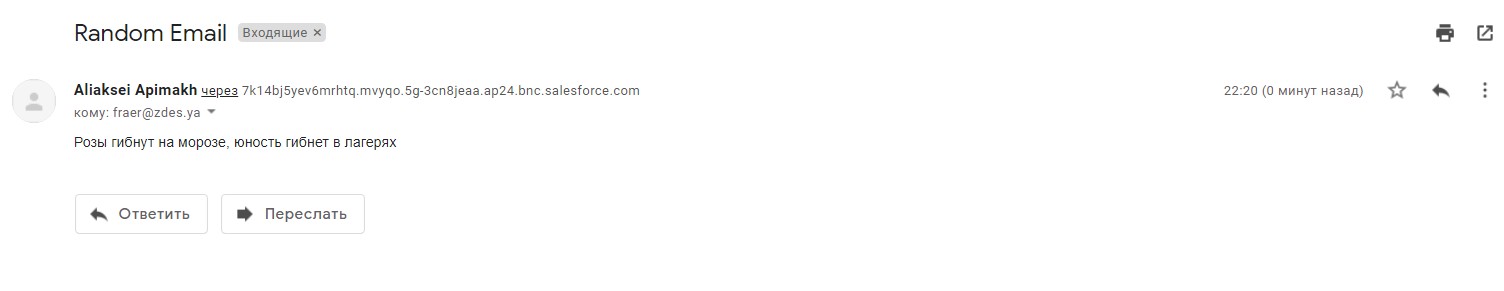 Random Email Входящие ×
Aliaksei Apimakh через 7k14bj5yev6mrhtq.mvyqo.5g-3cn8jeaa.ap24.bnc.salesforce.com 22:20 (0 минут назад)
кому: fraer@zdes.ya
Розы гибнут на морозе, юность гибнет в лагерях
Ответить Переслать